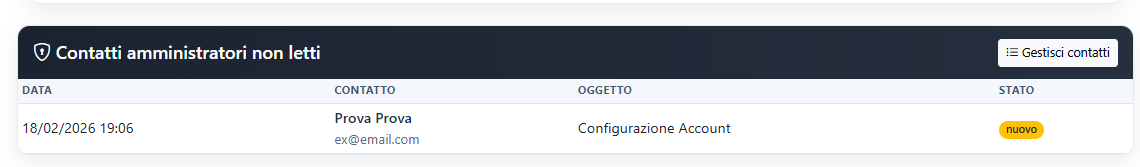 Contatti amministratori non letti
Gestisci contatti
DATA CONTATTO OGGETTO STATO
18/02/2026 19:06 Prova Prova Configurazione Account nuovo
ex@email.com